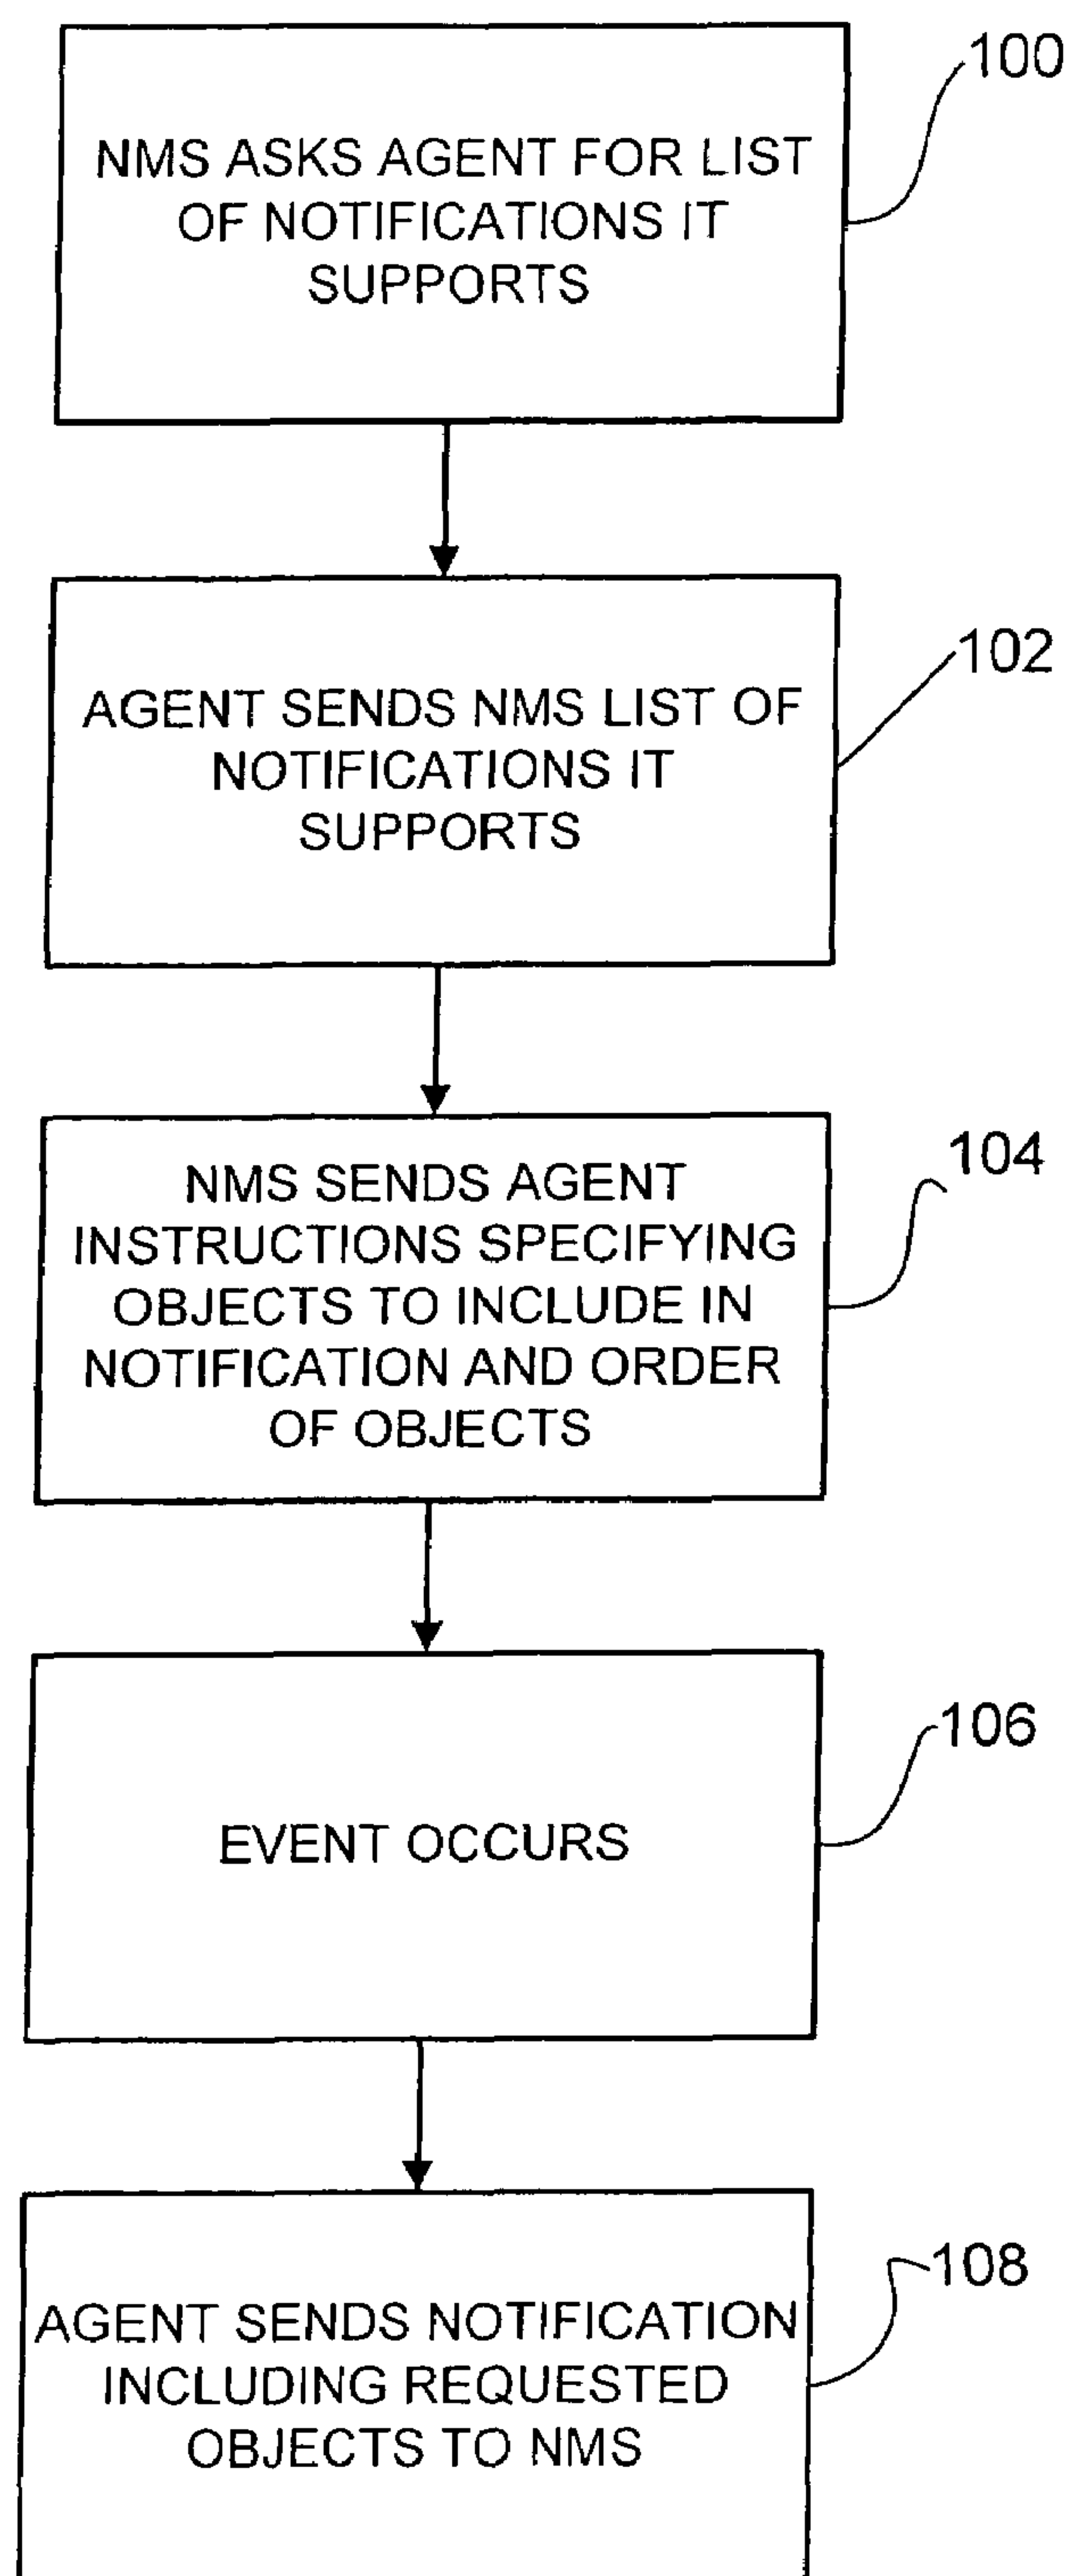 100
NMS ASKS AGENT FOR LIST
OF NOTIFICATIONS IT
SUPPORTS
102
AGENT SENDS NMS LIST OF
NOTIFICATIONS IT
SUPPORTS
104
NMS SENDS AGENT
INSTRUCTIONS SPECIFYING
OBJECTS TO INCLUDE IN
NOTIFICATION AND ORDER
OF OBJECTS
106
EVENT OCCURS
108
AGENT SENDS NOTIFICATION
INCLUDING REQUESTED
OBJECTS TO NMS